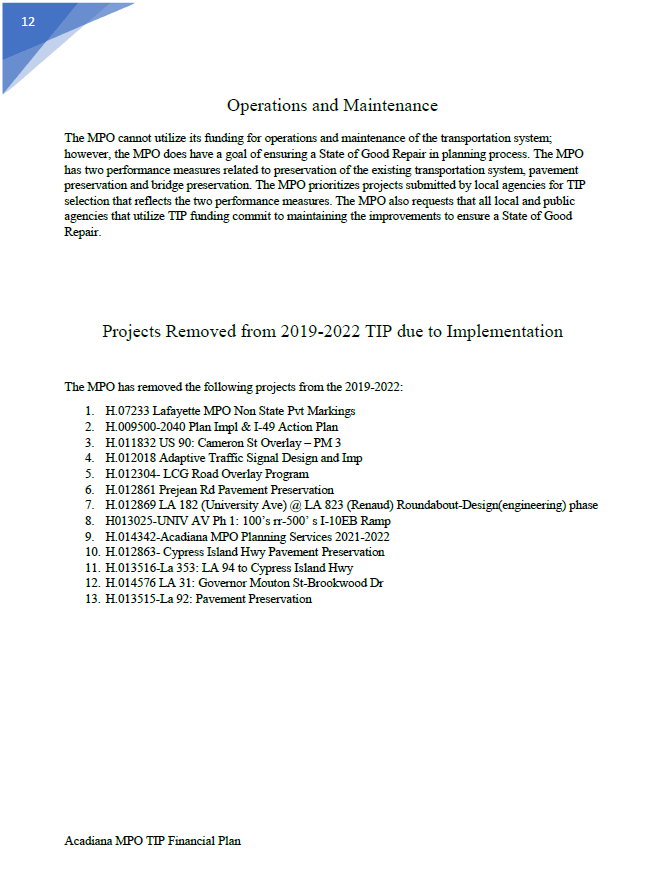 12
Operations and Maintenance
The MPO cannot utilize its funding for operations and maintenance of the transportation system;
however, the MPO does have a goal of ensuring a State of Good Repair in planning process. The MPO
has two performance measures related to preservation of the existing transportation system, pavement
preservation and bridge preservation. The MPO prioritizes projects submitted by local agencies for TIP
selection that reflects the two performance measures. The MPO also requests that all local and public
agencies that utilize TIP funding commit to maintaining the improvements to ensure a State of Good
Repair.
Projects Removed from 2019-2022 TIP due to Implementation
The MPO has removed the following projects from the 2019-2022:
1. H.07233 Lafayette MPO Non State Pvt Markings
2. H.009500-2040 Plan Impl & I-49 Action Plan
3. H.011832 US 90: Cameron St Overlay – PM 3
4. H.012018 Adaptive Traffic Signal Design and Imp
5. H.012304- LCG Road Overlay Program
6. H.012861 Prejean Rd Pavement Preservation
7. H.012869 LA 182 (University Ave) @ LA 823 (Renaud) Roundabout-Design(engineering) phase
8. H013025-UNIV AV Ph 1: 100’s rr-500’ s I-10EB Ramp
9. H.014342-Acadiana MPO Planning Services 2021-2022
10. H.012863- Cypress Island Hwy Pavement Preservation
11. H.013516-La 353: LA 94 to Cypress Island Hwy
12. H.014576 LA 31: Governor Mouton St-Brookwood Dr
13. H.013515-La 92: Pavement Preservation
Acadiana MPO TIP Financial Plan